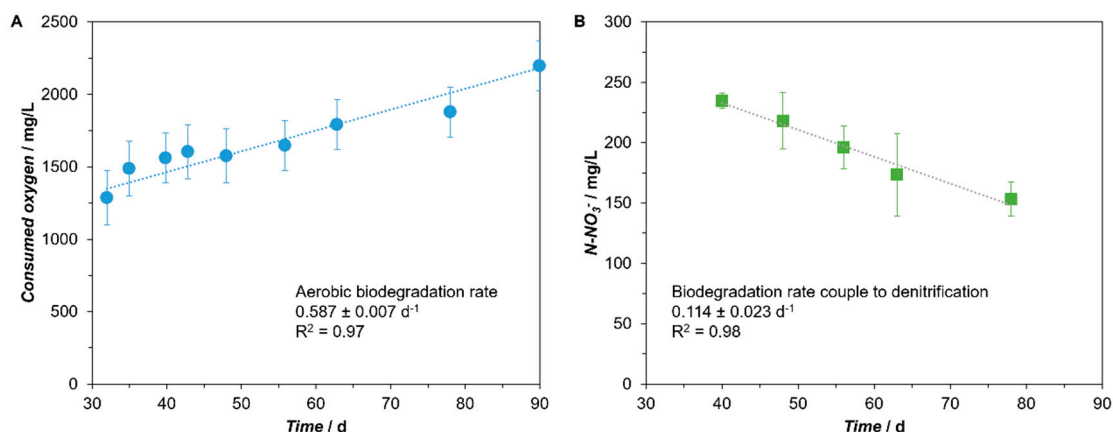 A
Consumed oxygen / mg/L
2500
2000
1500
1000
500
0
30 40 50 60 70 80 90
Time / d
Aerobic biodegradation rate
0.587 ± 0.007 d⁻¹
R² = 0.97
B
N-NO₃⁻ / mg/L
300
250
200
150
100
50
0
30 40 50 60 70 80 90
Time / d
Biodegradation rate couple to denitrification
0.114 ± 0.023 d⁻¹
R² = 0.98